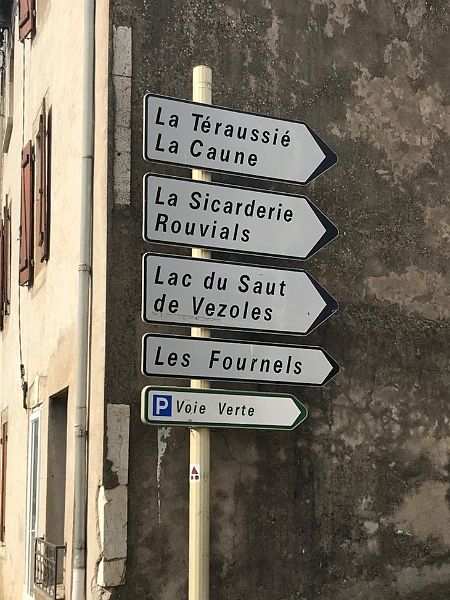 La Téraussié
La Caune
La Sicarderie
Rouvials
Lac du Saut
de Vezoles
Les Fournels
P Voie Verte